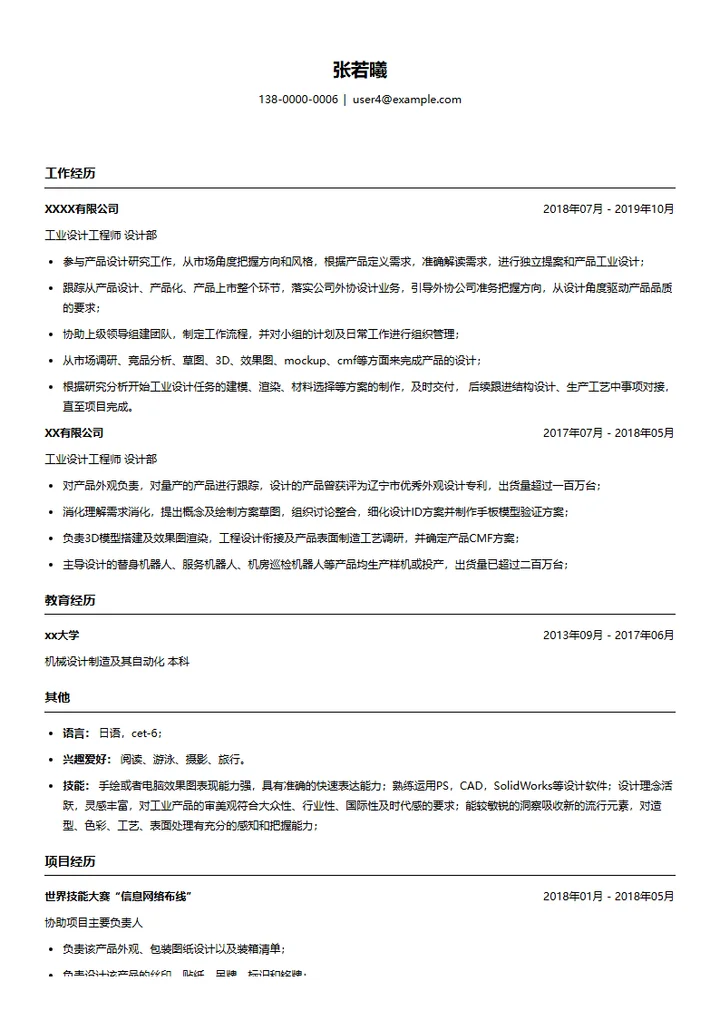 张若曦
138-0000-0006 | user4@example.com
工作经历
XXXX有限公司 2018年07月 - 2019年10月
工业设计工程师 设计部
• 参与产品设计研究工作，从市场角度把握方向和风格，根据产品定义需求，准确解读需求，进行独立提案和产品工业设计；
• 跟踪从产品设计、产品化、产品上市整个环节，落实公司外协设计业务，引导外协公司准务把握方向，从设计角度驱动产品品质
的要求；
• 协助上级领导组建团队，制定工作流程，并对小组的计划及日常工作进行组织管理；
• 从市场调研、竞品分析、草图、3D、效果图、mockup、cmf等方面来完成产品的设计；
• 根据研究分析开始工业设计任务的建模、渲染、材料选择等方案的制作，及时交付， 后续跟进结构设计、生产工艺中事项对接，
直至项目完成。
XX有限公司 2017年07月 - 2018年05月
工业设计工程师 设计部
• 对产品外观负责，对量产的产品进行跟踪，设计的产品曾获评为辽宁市优秀外观设计专利，出货量超过一百万台；
• 消化理解需求消化，提出概念及绘制方案草图，组织讨论整合，细化设计ID方案并制作手板模型验证方案；
• 负责3D模型搭建及效果图渲染，工程设计衔接及产品表面制造工艺调研，并确定产品CMF方案；
• 主导设计的替身机器人、服务机器人、机房巡检机器人等产品均生产样机或投产，出货量已超过二百万台；
教育经历
xx大学 2013年09月 - 2017年06月
机械设计制造及其自动化 本科
其他
• 语言： 日语，cet-6；
• 兴趣爱好： 阅读、游泳、摄影、旅行。
• 技能： 手绘或者电脑效果图表现能力强，具有准确的快速表达能力；熟练运用PS，CAD，SolidWorks等设计软件；设计理念活
跃，灵感丰富，对工业产品的审美观符合大众性、行业性、国际性及时代感的要求；能较敏锐的洞察吸收新的流行元素，对造
型、色彩、工艺、表面处理有充分的感知和把握能力；
项目经历
世界技能大赛“信息网络布线” 2018年01月 - 2018年05月
协助项目主要负责人
• 负责该产品外观、包装图纸设计以及装箱清单；
• 负责设计该产品的丝印、贴纸、吊牌、标识和铭牌；